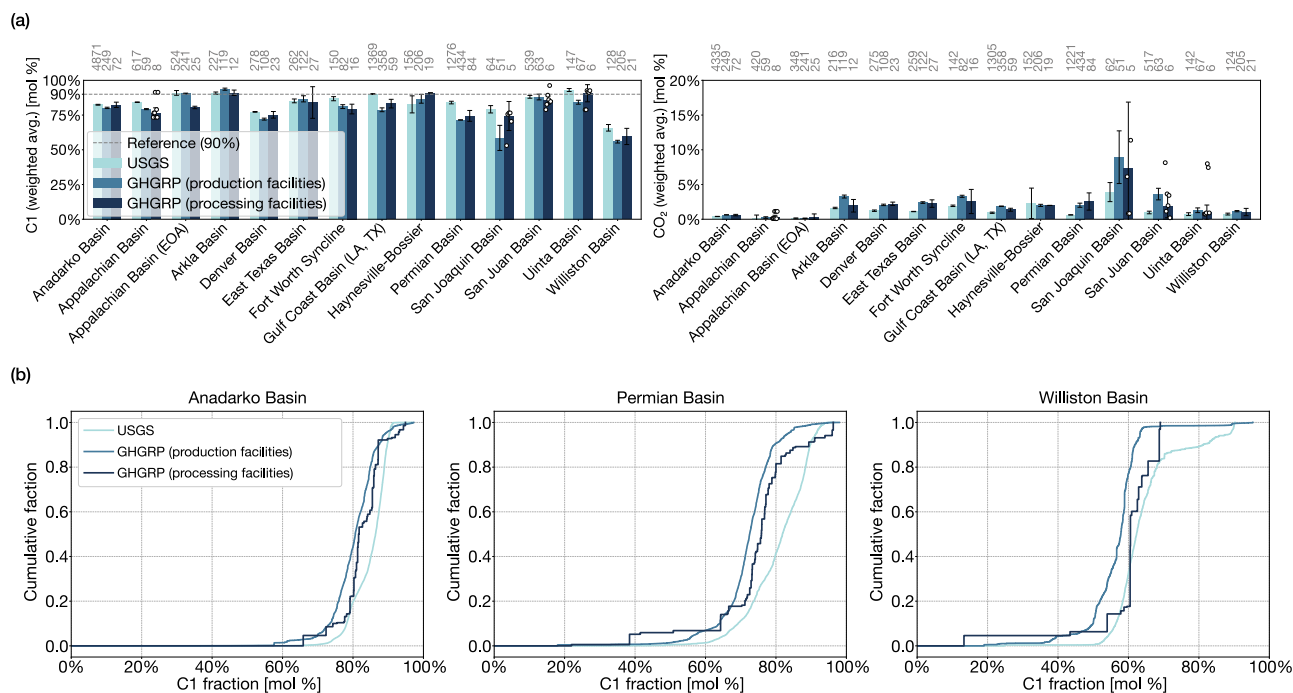 (a)
4871 249 72 617 59 8 524 241 25 227 119 12 278 108 23 262 122 27 150 82 16 1369 358 59 156 206 19 1276 434 84 64 51 5 539 63 6 147 67 6 128 205 21
4335 249 72 420 59 8 348 241 25 216 119 12 275 108 23 259 122 27 142 82 16 1305 358 59 152 206 19 1221 434 84 62 51 5 517 63 6 142 67 6 124 205 21
C1 (weighted avg.) [mol %]
100%
90%
75%
50%
25%
0%
Reference (90%)
USGS
GHGRP (production facilities)
GHGRP (processing facilities)
Anadarko Basin
Appalachian Basin
Appalachian Basin (EOA)
Arkla Basin
Denver Basin
East Texas Basin
Fort Worth Syncline
Gulf Coast Basin (LA, TX)
Haynesville-Bossier
Permian Basin
San Joaquin Basin
San Juan Basin
Uinta Basin
Williston Basin
CO₂ (weighted avg.) [mol %]
20%
15%
10%
5%
0%
Anadarko Basin
Appalachian Basin
Appalachian Basin (EOA)
Arkla Basin
Denver Basin
East Texas Basin
Fort Worth Syncline
Gulf Coast Basin (LA, TX)
Haynesville-Bossier
Permian Basin
San Joaquin Basin
San Juan Basin
Uinta Basin
Williston Basin
(b)
Anadarko Basin
Cumulative faction
1.0
0.8
0.6
0.4
0.2
0.0
USGS
GHGRP (production facilities)
GHGRP (processing facilities)
0% 20% 40% 60% 80% 100%
C1 fraction [mol %]
Permian Basin
Cumulative faction
1.0
0.8
0.6
0.4
0.2
0.0
0% 20% 40% 60% 80% 100%
C1 fraction [mol %]
Williston Basin
Cumulative faction
1.0
0.8
0.6
0.4
0.2
0.0
0% 20% 40% 60% 80% 100%
C1 fraction [mol %]